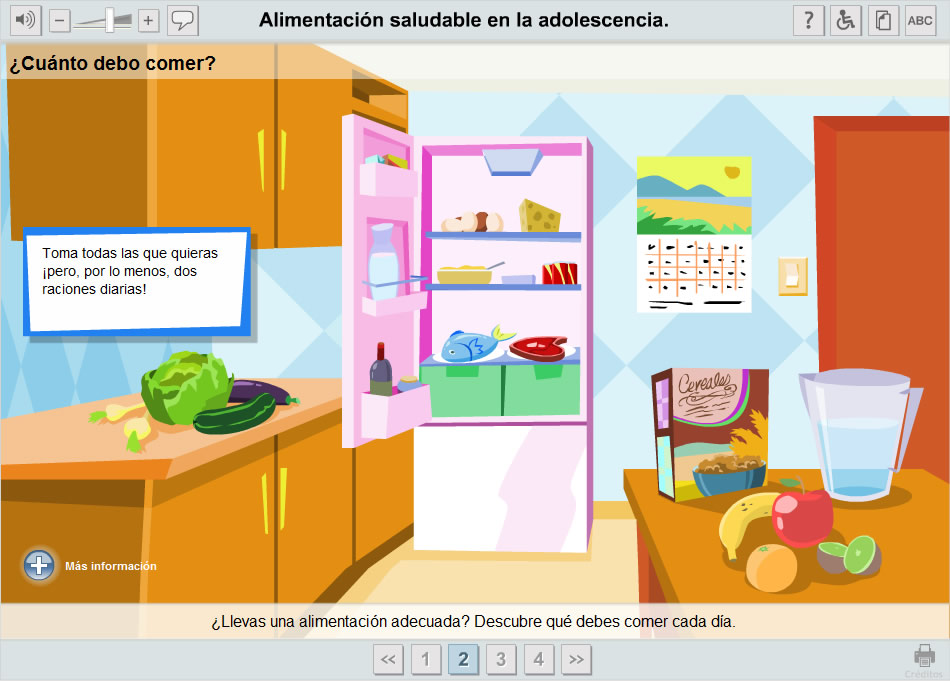 Alimentación saludable en la adolescencia.
?
ABC
¿Cuánto debo comer?
Toma todas las que quieras
¡pero, por lo menos, dos
raciones diarias!
Cereales
Más información
¿Llevas una alimentación adecuada? Descubre qué debes comer cada día.
<< 1 2 3 4 >>
Créditos